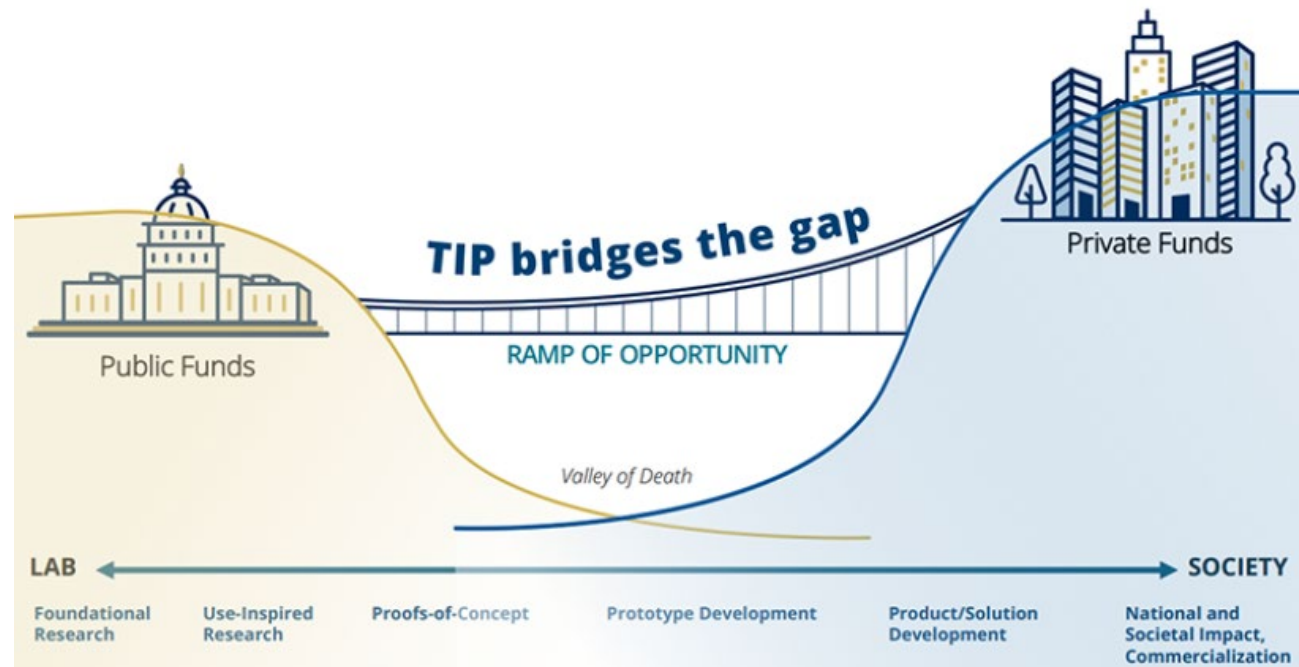 TIP bridges the gap
Private Funds
RAMP OF OPPORTUNITY
Public Funds
Valley of Death
LAB
SOCIETY
Foundational
Research
Use-Inspired
Research
Proofs-of-Concept
Prototype Development
Product/Solution
Development
National and
Societal Impact,
Commercialization